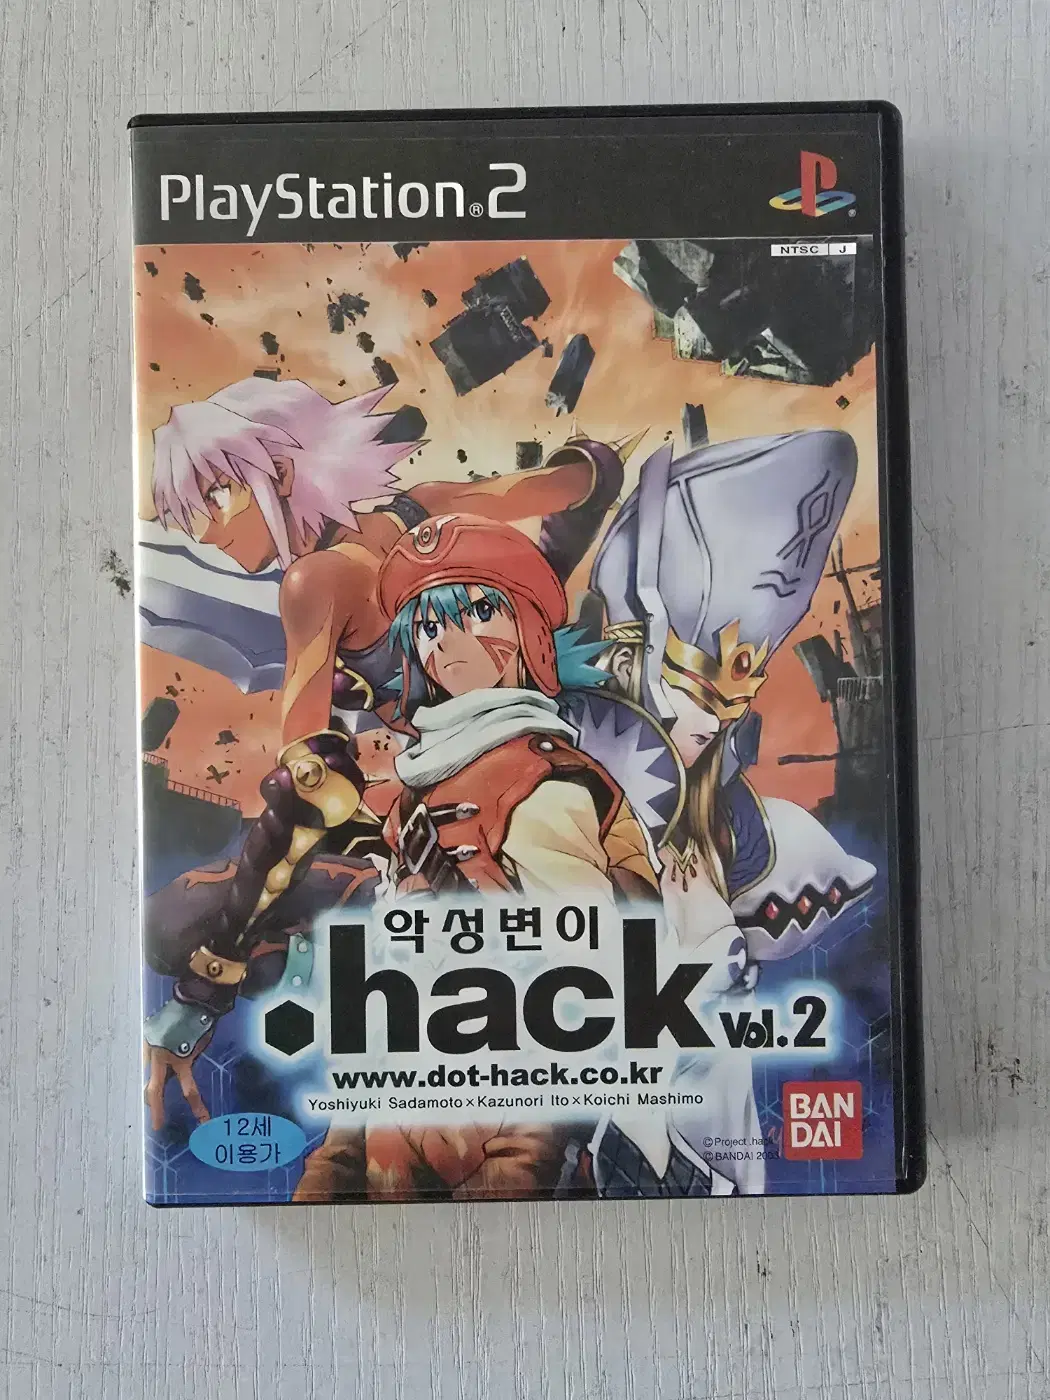 PlayStation®2
NTSC J
악성변이
.hack Vol.2
www.dot-hack.co.kr
Yoshiyuki Sadamoto×Kazunori Ito×Koichi Mashimo
12세
이용가
BAN
DAI
©Project .hack
©BANDAI 2003